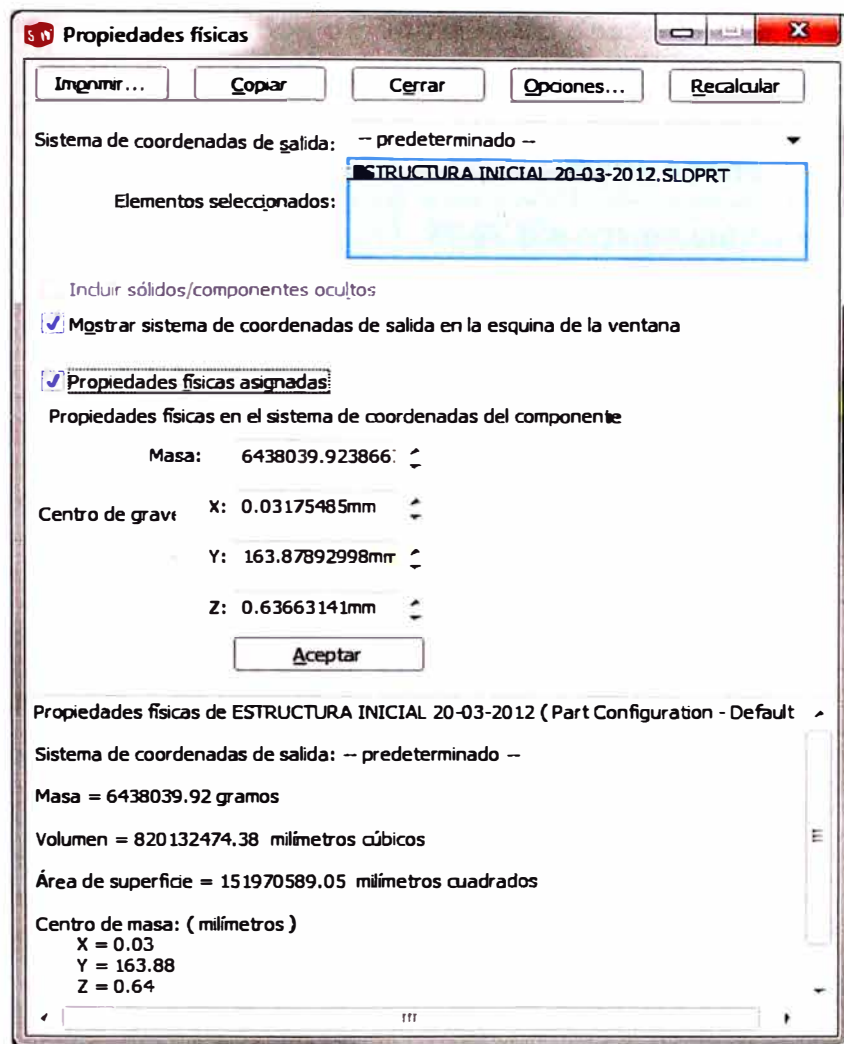 SW Propiedades físicas
Imprimir... Copiar Cerrar Opciones... Recalcular
Sistema de coordenadas de salida: -- predeterminado --
ESTRUCTURA INICIAL 20-03-2012.SLDPRT
Elementos seleccionados:
Incluir sólidos/componentes ocultos
Mostrar sistema de coordenadas de salida en la esquina de la ventana
Propiedades físicas asignadas
Propiedades físicas en el sistema de coordenadas del componente
Masa: 6438039.923866
Centro de grave X: 0.03175485mm
Y: 163.87892998mm
Z: 0.63663141mm
Aceptar
Propiedades físicas de ESTRUCTURA INICIAL 20-03-2012 ( Part Configuration - Default
Sistema de coordenadas de salida: -- predeterminado --
Masa = 6438039.92 gramos
Volumen = 820132474.38 milímetros cúbicos
Área de superficie = 151970589.05 milímetros cuadrados
Centro de masa: ( milímetros )
X = 0.03
Y = 163.88
Z = 0.64